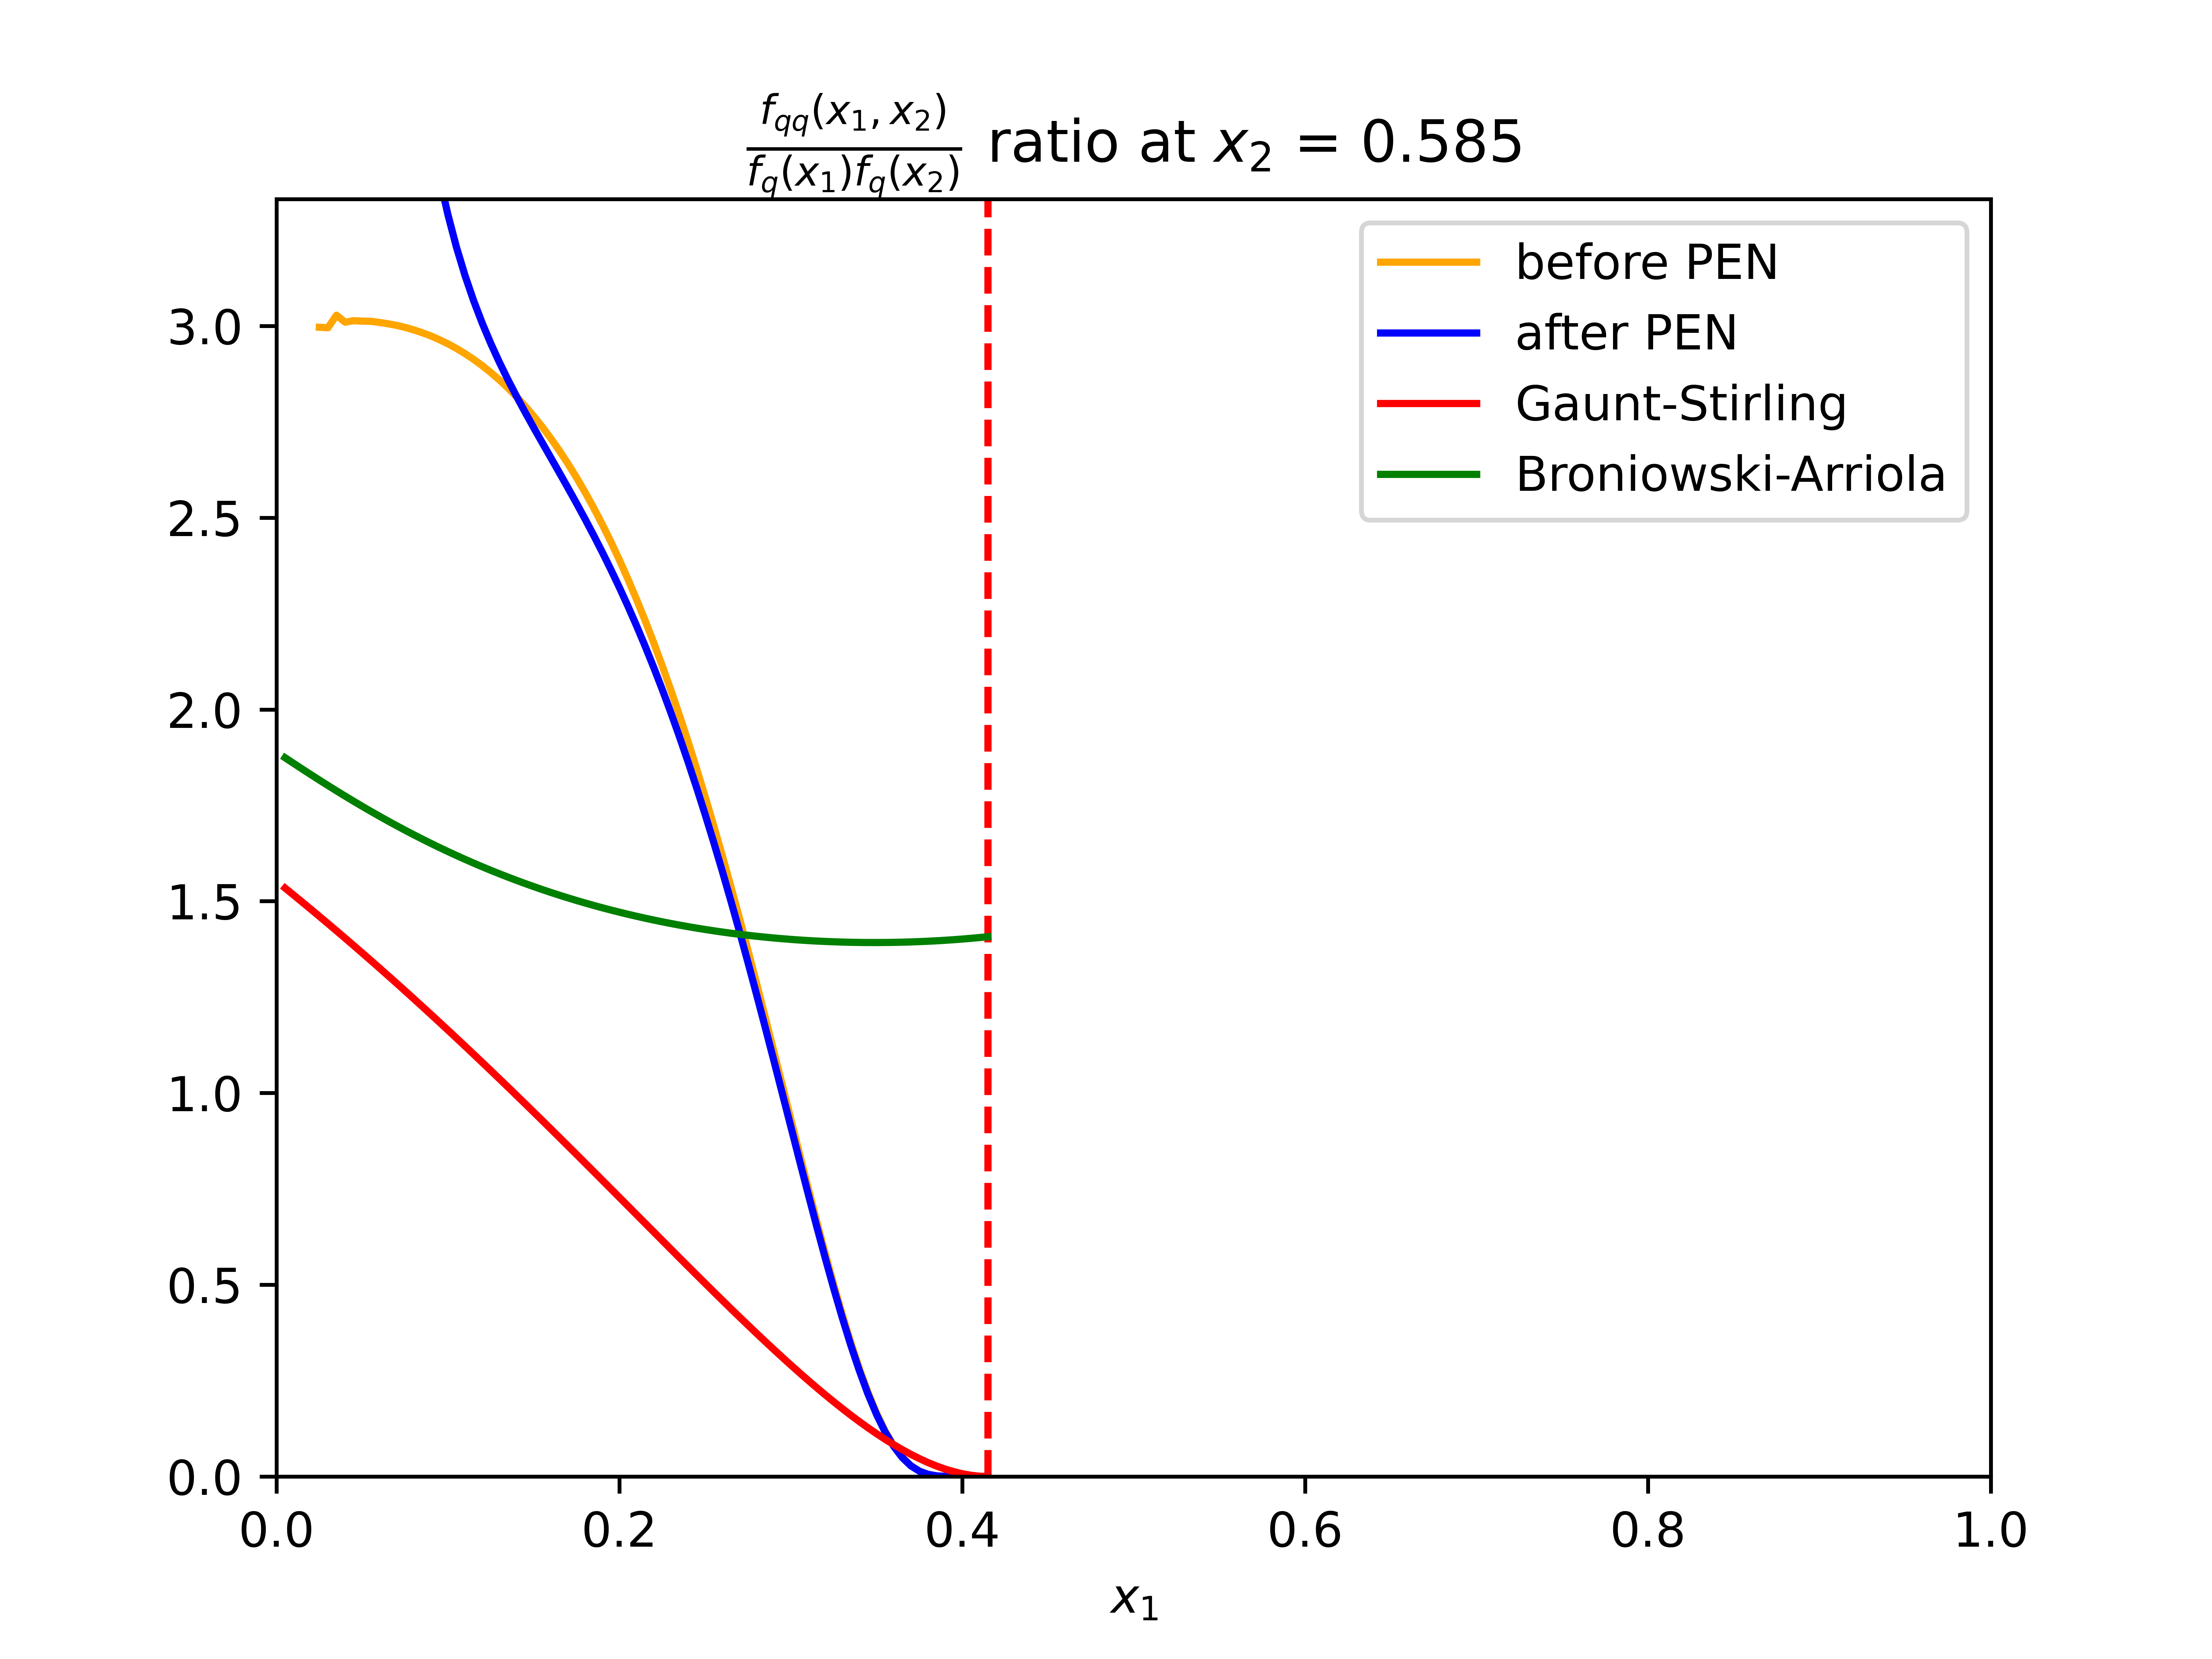 f_{qq}(x_1, x_2)
f_q(x_1)f_q(x_2)
ratio at x_2 = 0.585
before PEN
after PEN
Gaunt-Stirling
Broniowski-Arriola
3.0
2.5
2.0
1.5
1.0
0.5
0.0
0.0 0.2 0.4 0.6 0.8 1.0
x_1